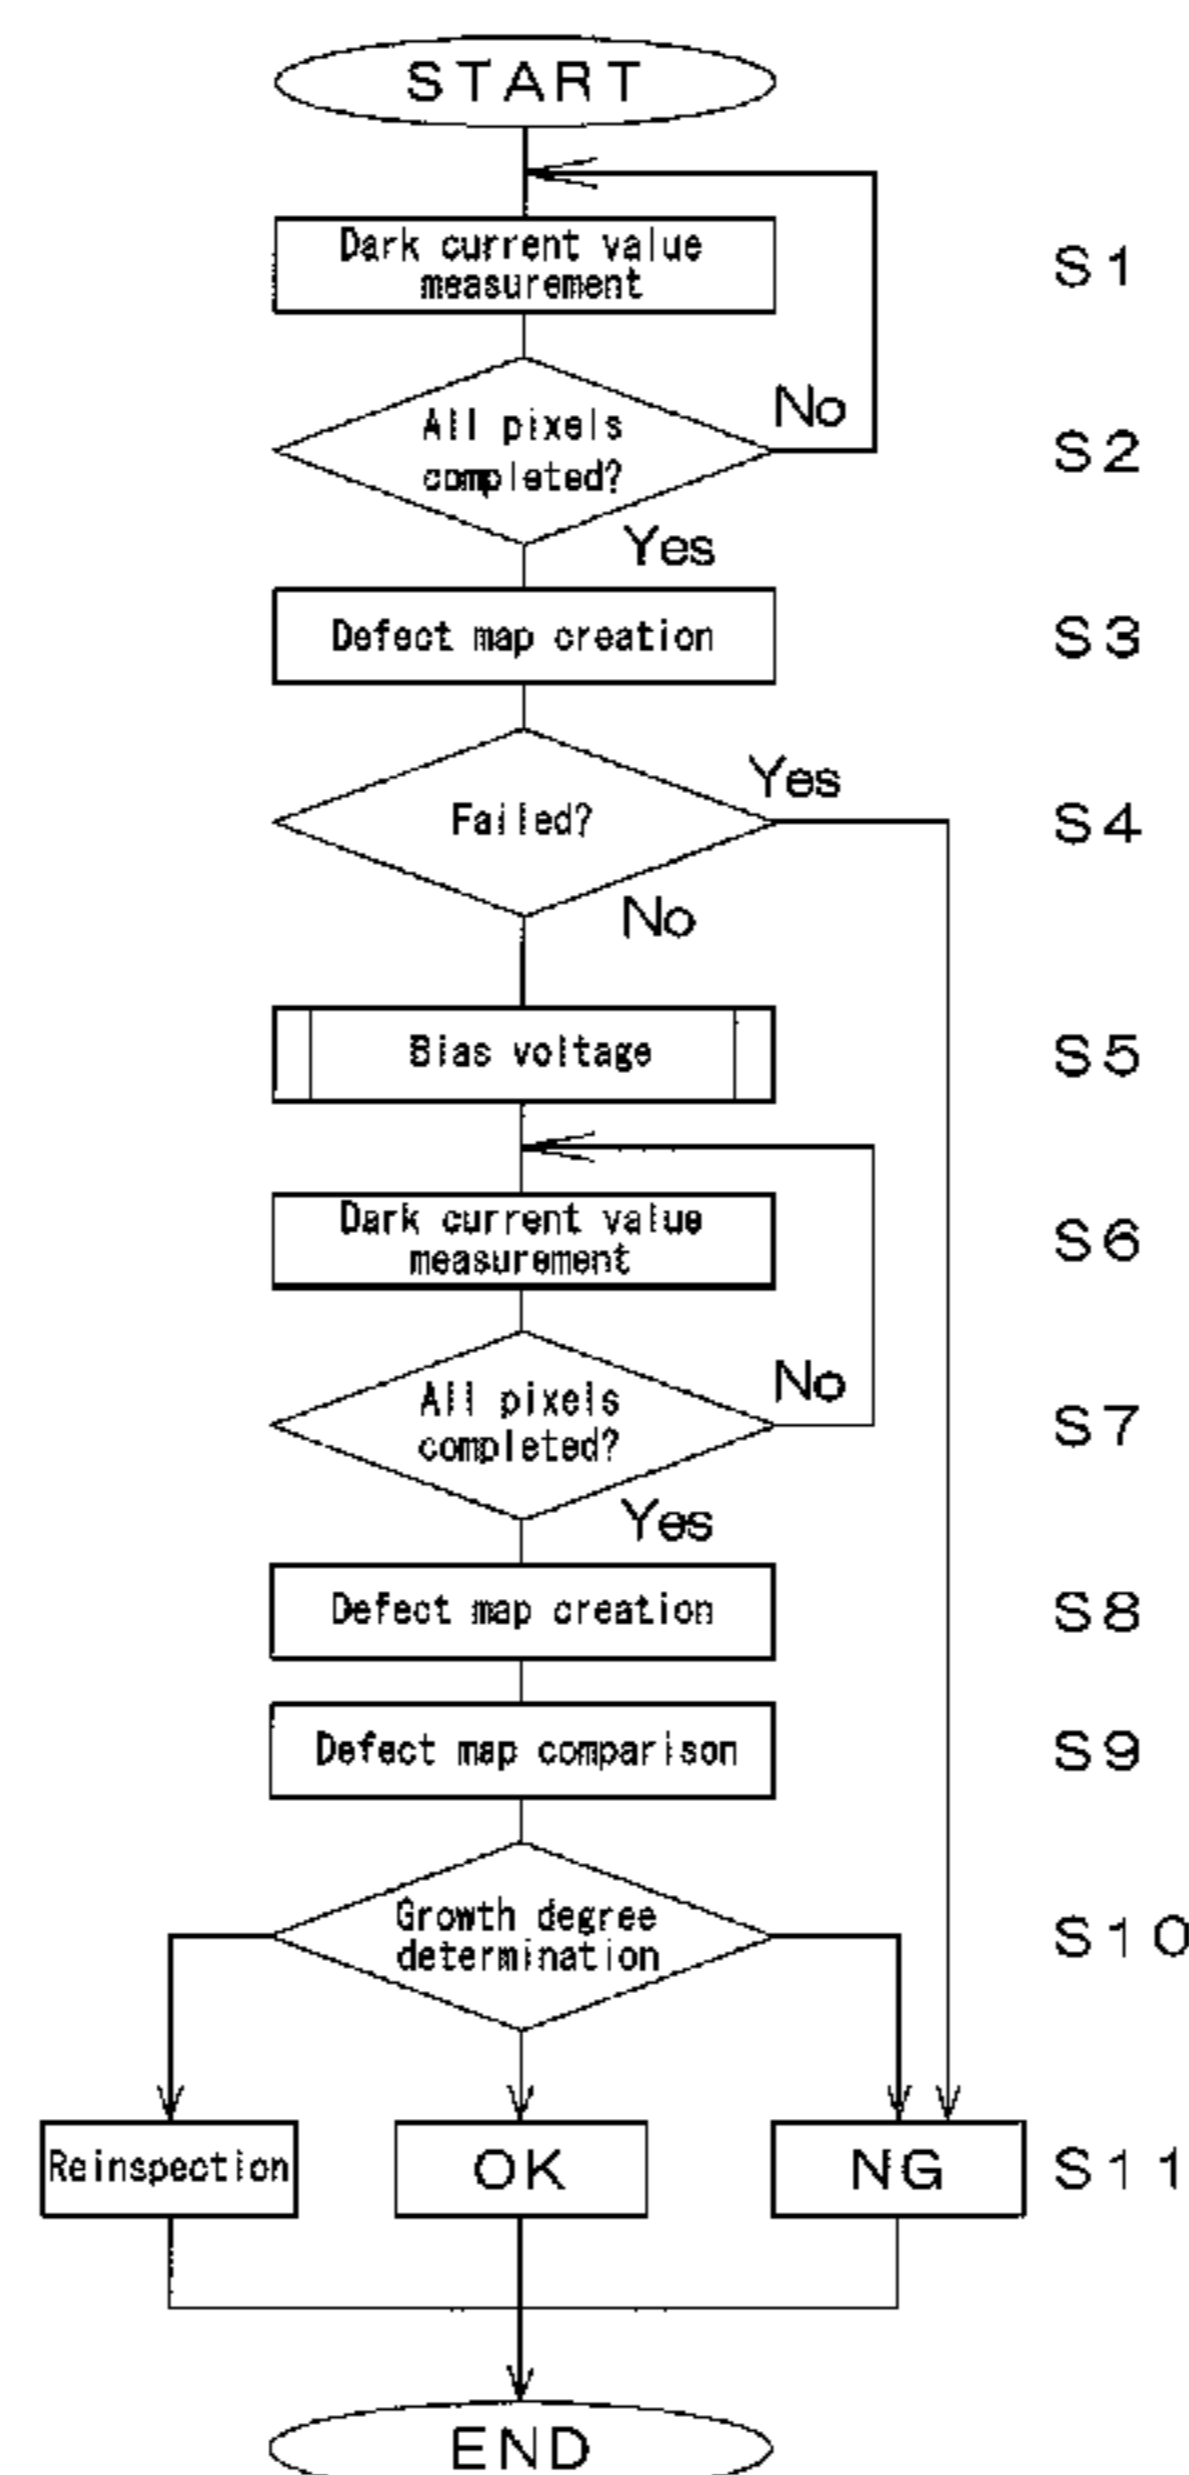 START
Dark current value
measurement
S1
No
All pixels
completed?
S2
Yes
Defect map creation
S3
Yes
Failed?
S4
No
Bias voltage
S5
Dark current value
measurement
S6
No
All pixels
completed?
S7
Yes
Defect map creation
S8
Defect map comparison
S9
Growth degree
determination
S10
Reinspection
OK
NG
S11
END